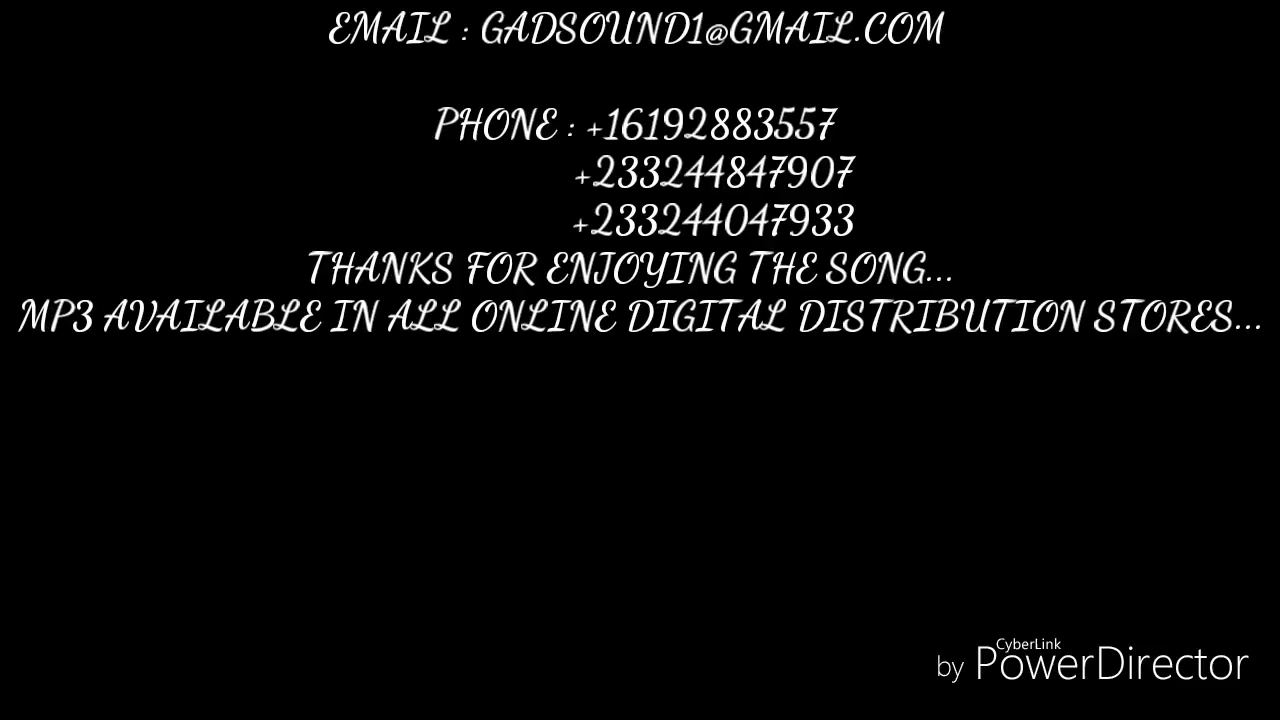 EMAIL : GADSOUND1@GMAIL.COM
PHONE : +16192883557
+233244847907
+233244047933
THANKS FOR ENJOYING THE SONG...
MP3 AVAILABLE IN ALL ONLINE DIGITAL DISTRIBUTION STORES...
CyberLink
by PowerDirector